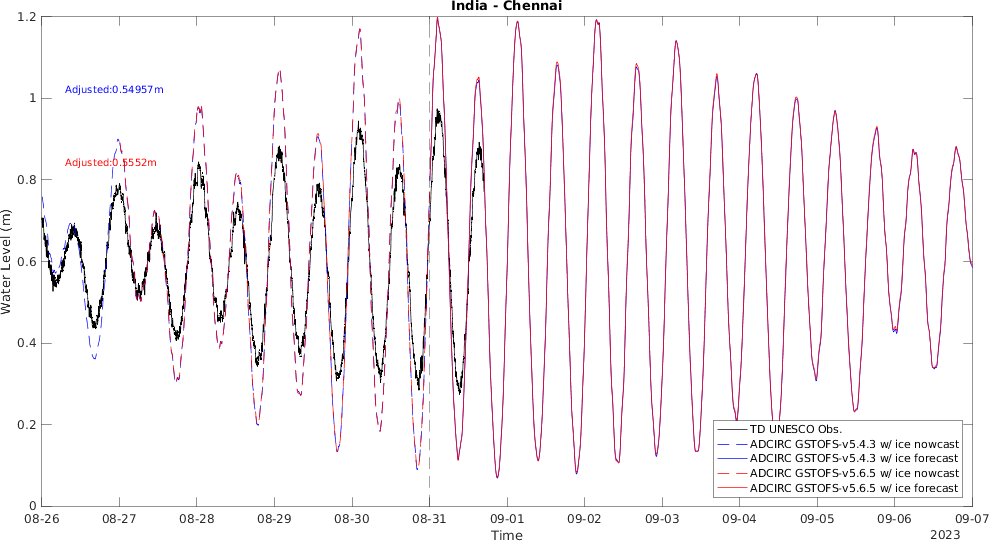 India - Chennai
1.2
1
0.8
0.6
0.4
0.2
0
Water Level (m)
Adjusted:0.54957m
Adjusted:0.5552m
TD UNESCO Obs.
ADCIRC GSTOFS-v5.4.3 w/ ice nowcast
ADCIRC GSTOFS-v5.4.3 w/ ice forecast
ADCIRC GSTOFS-v5.6.5 w/ ice nowcast
ADCIRC GSTOFS-v5.6.5 w/ ice forecast
08-26 08-27 08-28 08-29 08-30 08-31 09-01 09-02 09-03 09-04 09-05 09-06 09-07
Time
2023